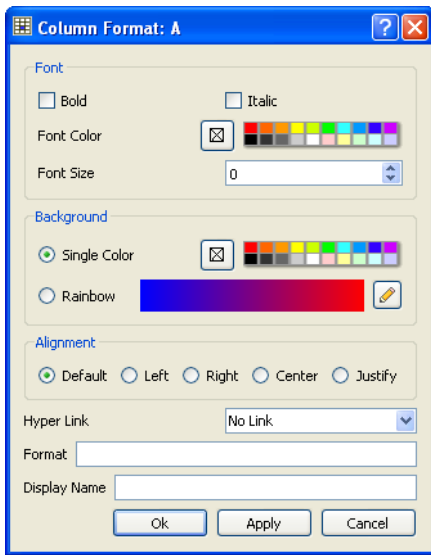 Column Format: A
Font
Bold Italic
Font Color
Font Size 0
Background
Single Color
Rainbow
Alignment
Default Left Right Center Justify
Hyper Link No Link
Format
Display Name
Ok Apply Cancel